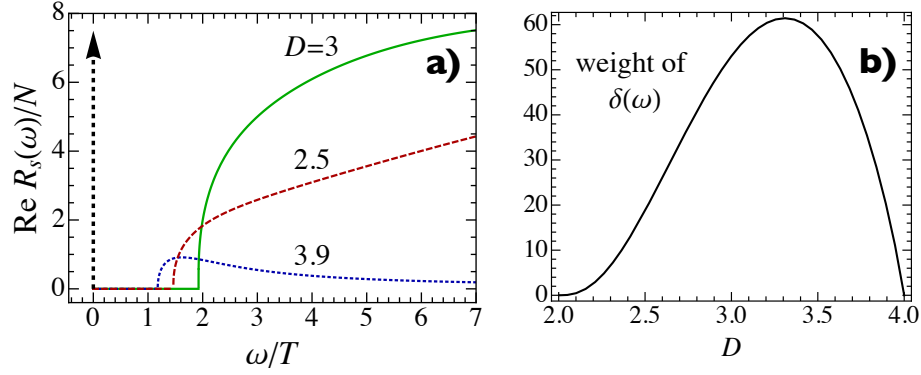 8
6
4
2
0
Re R_s(ω)/N
D=3
2.5
3.9
a)
0 1 2 3 4 5 6 7
ω/T
60
50
40
30
20
10
0
weight of
δ(ω)
b)
2.0 2.5 3.0 3.5 4.0
D